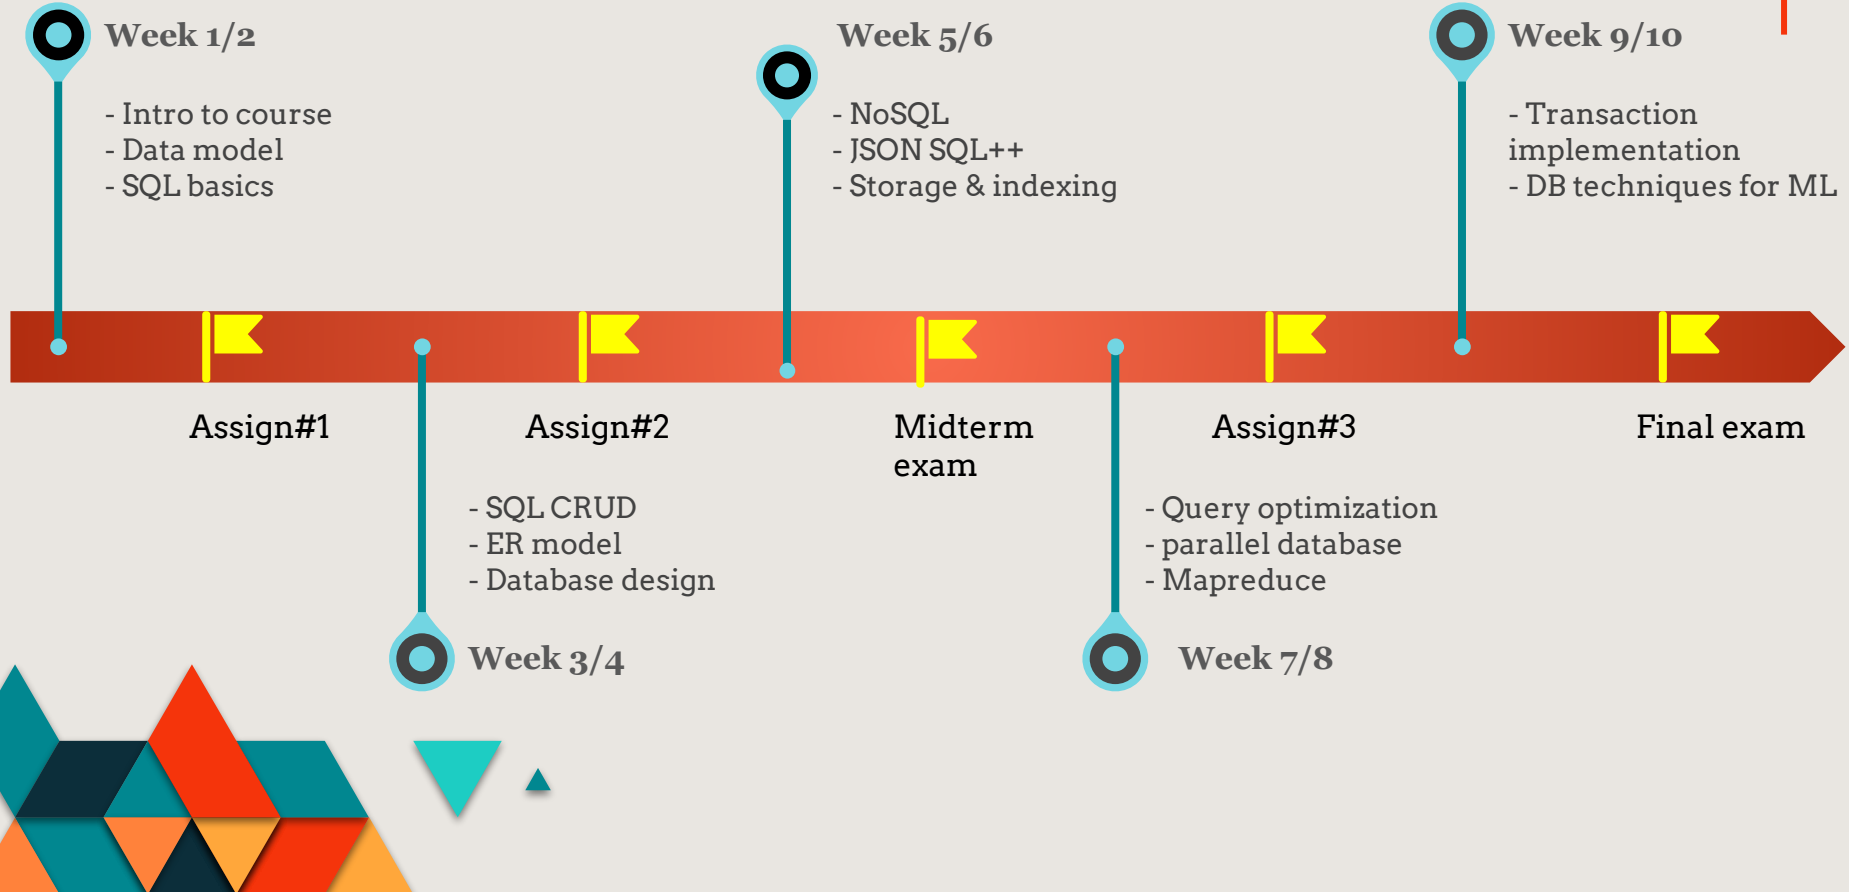 Week 1/2
- Intro to course
- Data model
- SQL basics
Week 5/6
- NoSQL
- JSON SQL++
- Storage & indexing
Week 9/10
- Transaction
implementation
- DB techniques for ML
Assign#1
Assign#2
Midterm
exam
Assign#3
Final exam
- SQL CRUD
- ER model
- Database design
Week 3/4
- Query optimization
- parallel database
- Mapreduce
Week 7/8